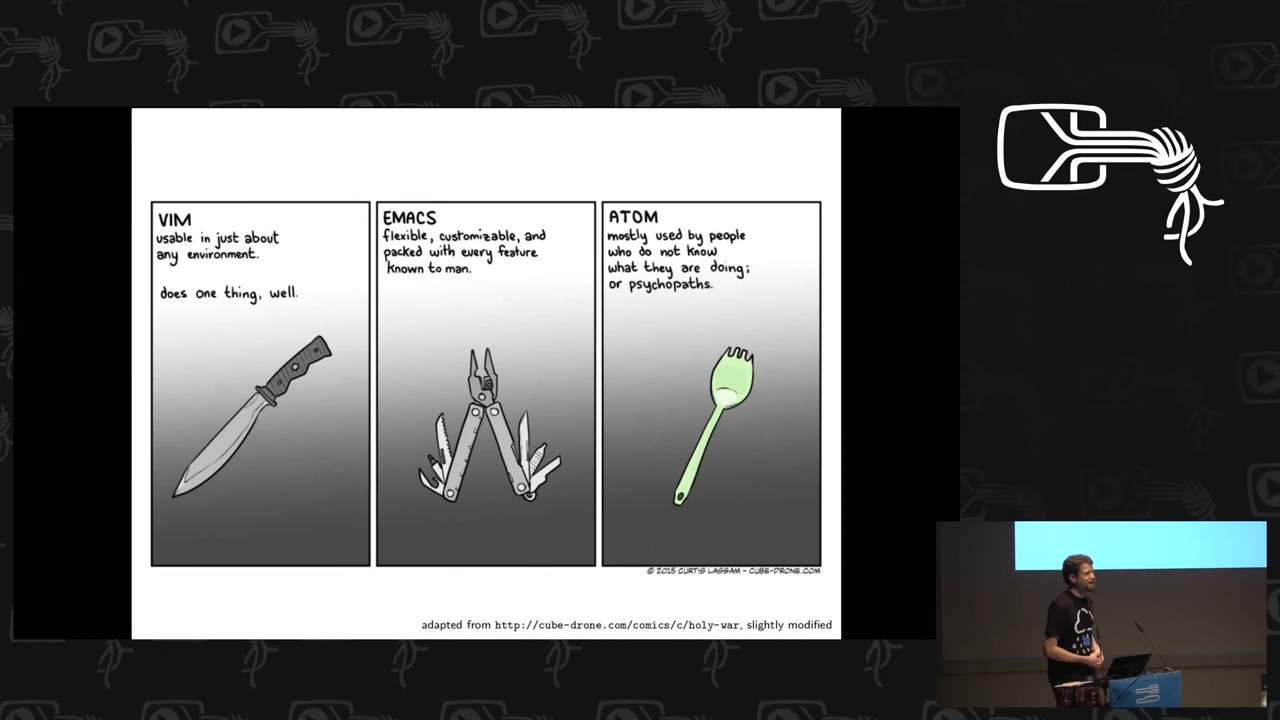 VIM
usable in just about
any environment.
does one thing, well.
EMACS
flexible, customizable, and
packed with every feature
known to man.
ATOM
mostly used by people
who do not know
what they are doing;
or psychopaths.
© 2015 CURTIS LASSAM - CUBE-DRONE.COM
adapted from http://cube-drone.com/comics/c/holy-war, slightly modified